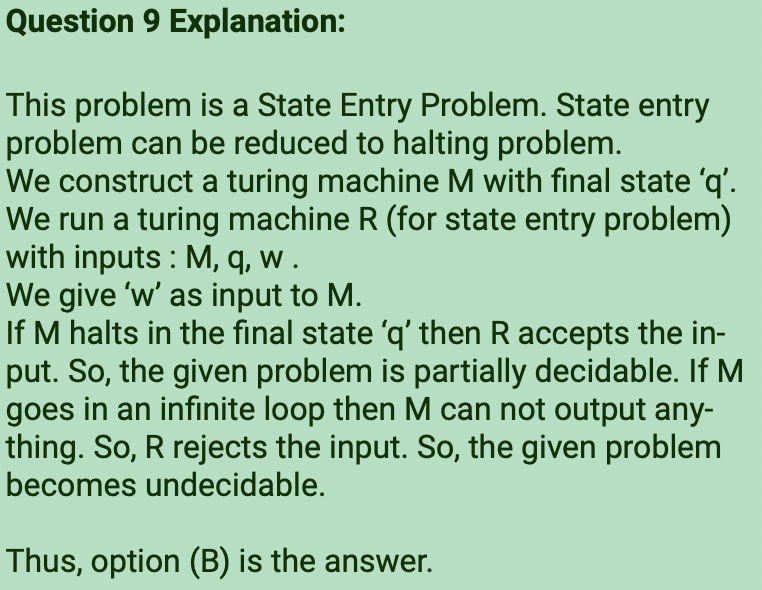 Question 9 Explanation:
This problem is a State Entry Problem. State entry
problem can be reduced to halting problem.
We construct a turing machine M with final state ‘q’.
We run a turing machine R (for state entry problem)
with inputs : M, q, w .
We give ‘w’ as input to M.
If M halts in the final state ‘q’ then R accepts the in-
put. So, the given problem is partially decidable. If M
goes in an infinite loop then M can not output any-
thing. So, R rejects the input. So, the given problem
becomes undecidable.
Thus, option (B) is the answer.